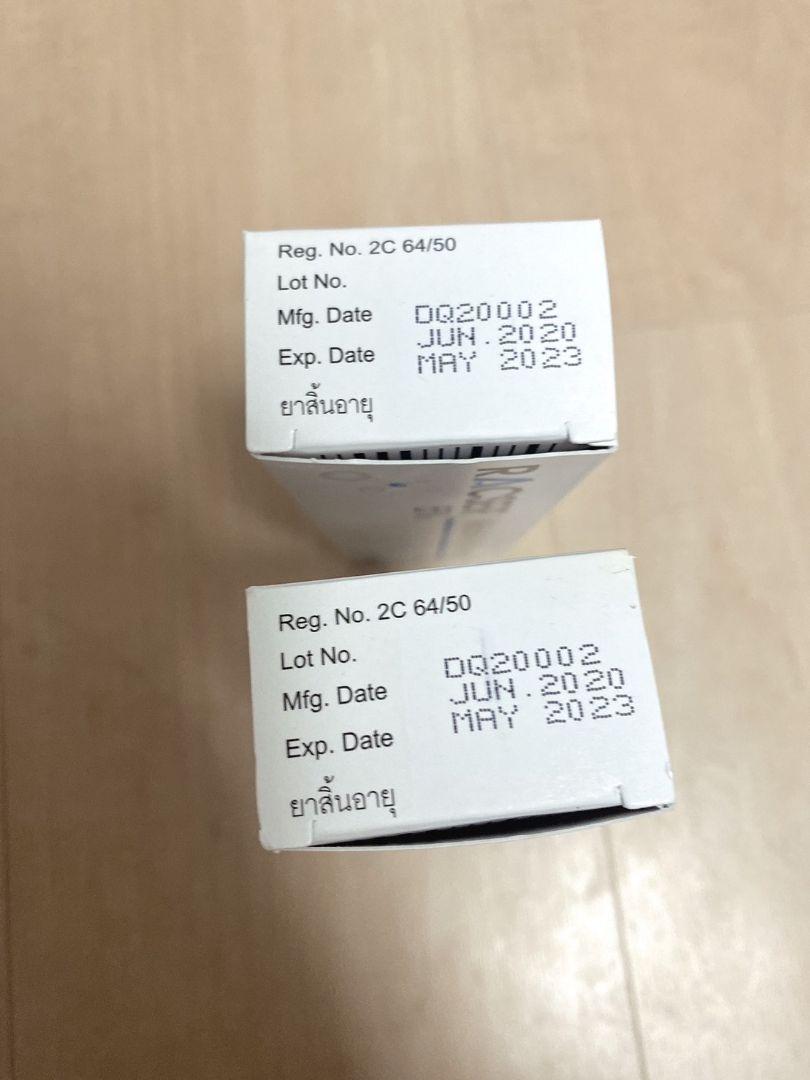 Reg. No. 2C 64/50
Lot No.
Mfg. Date DQ20002
JUN.2020
Exp. Date MAY 2023
ยาสิ้นอายุ
Reg. No. 2C 64/50
Lot No. DQ20002
Mfg. Date JUN.2020
Exp. Date MAY 2023
ยาสิ้นอายุ